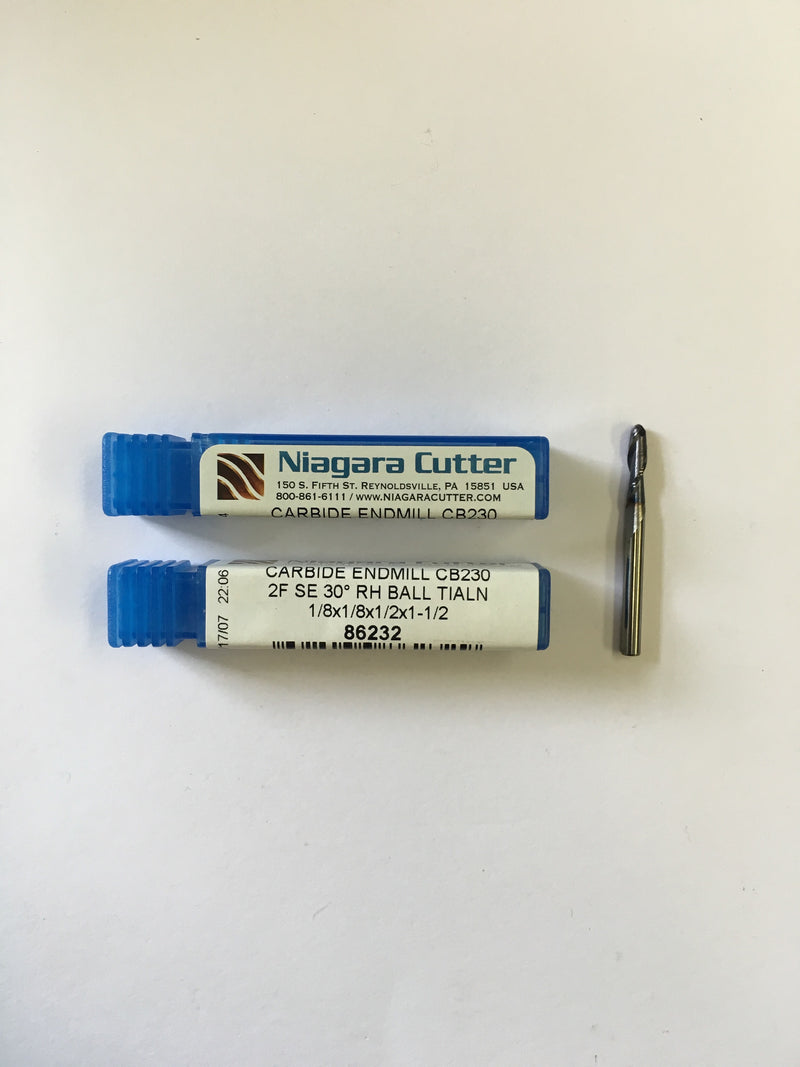 Niagara Cutter
150 S. FIFTH ST. REYNOLDSVILLE, PA 15851 USA
800-861-6111 / WWW.NIAGARACUTTER.COM
CARBIDE ENDMILL CB230
4
CARBIDE ENDMILL CB230
2F SE 30° RH BALL TIALN
1/8x1/8x1/2x1-1/2
86232
17/07 22:06